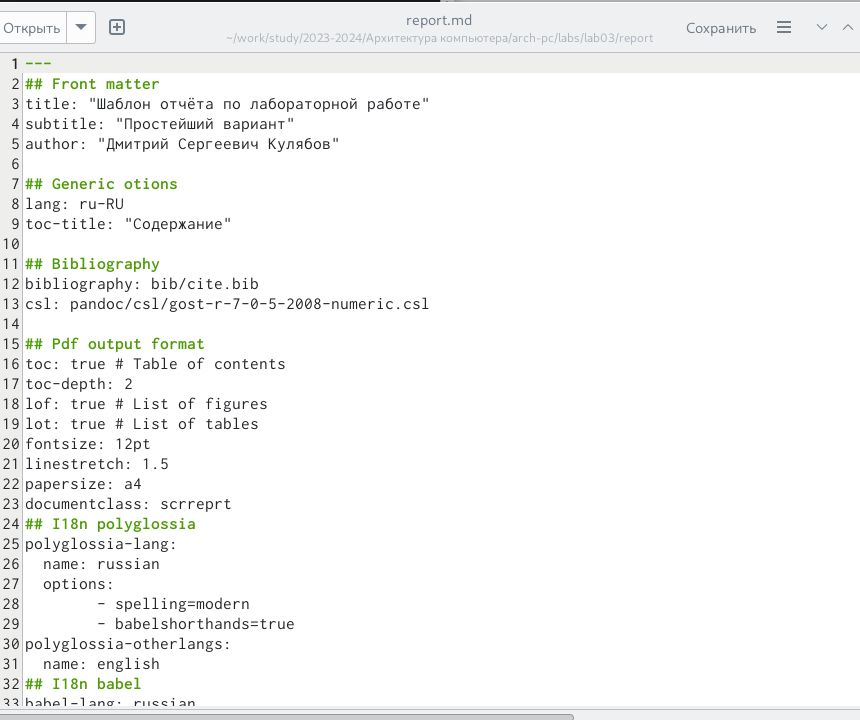 Открыть
report.md
~/work/study/2023-2024/Архитектура компьютера/arch-pc/labs/lab03/report
Сохранить
1 ---
2 ## Front matter
3 title: "Шаблон отчёта по лабораторной работе"
4 subtitle: "Простейший вариант"
5 author: "Дмитрий Сергеевич Кулябов"
6
7 ## Generic otions
8 lang: ru-RU
9 toc-title: "Содержание"
10
11 ## Bibliography
12 bibliography: bib/cite.bib
13 csl: pandoc/csl/gost-r-7-0-5-2008-numeric.csl
14
15 ## Pdf output format
16 toc: true # Table of contents
17 toc-depth: 2
18 lof: true # List of figures
19 lot: true # List of tables
20 fontsize: 12pt
21 linestretch: 1.5
22 papersize: a4
23 documentclass: scrreprt
24 ## I18n polyglossia
25 polyglossia-lang:
26   name: russian
27   options:
28         - spelling=modern
29         - babelshorthands=true
30 polyglossia-otherlangs:
31   name: english
32 ## I18n babel
33 babel-lang: russian